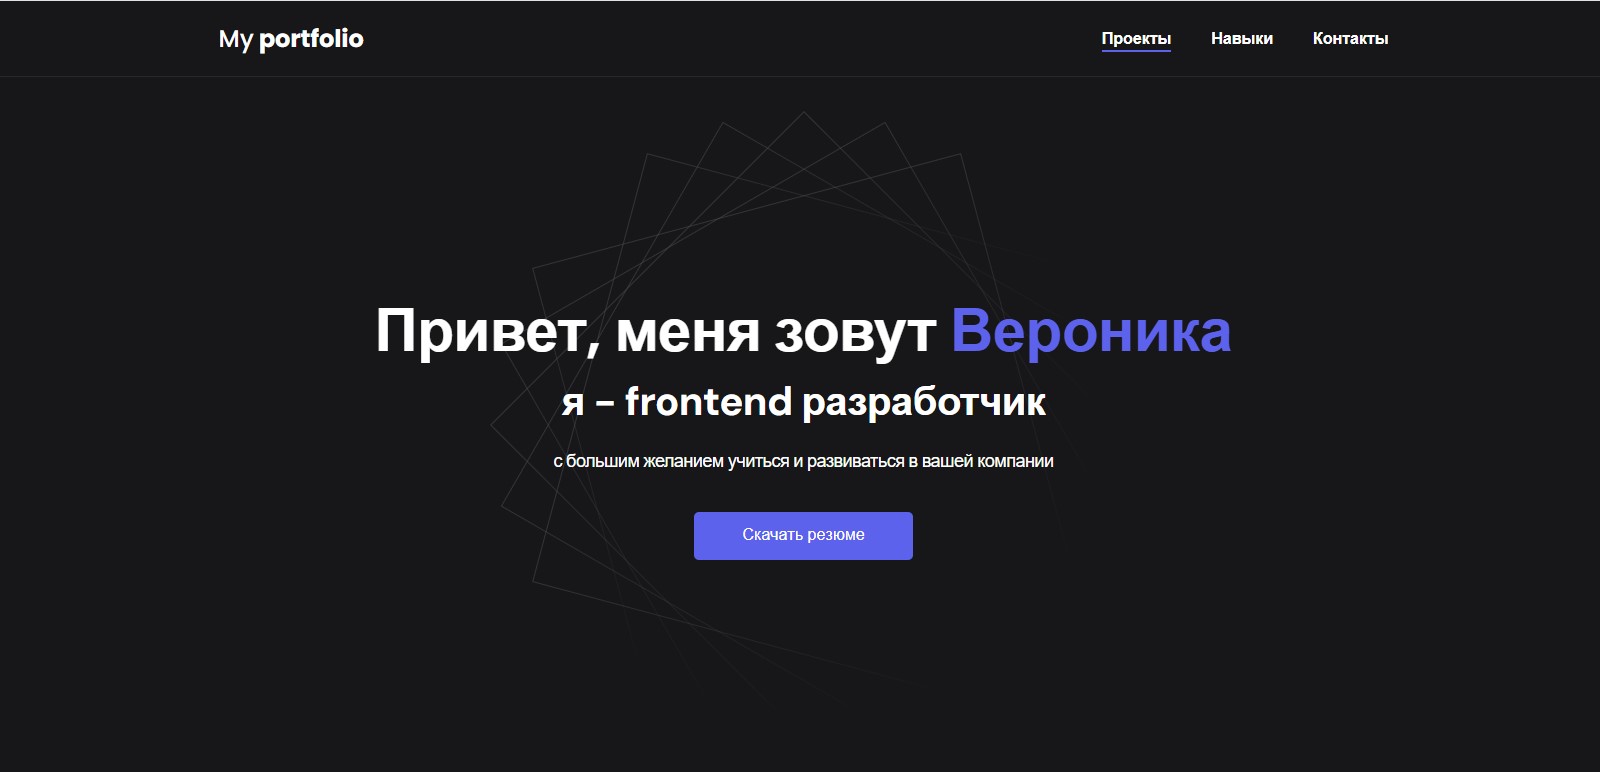 My portfolio
Проекты Навыки Контакты
Привет, меня зовут Вероника
я – frontend разработчик
с большим желанием учиться и развиваться в вашей компании
Скачать резюме